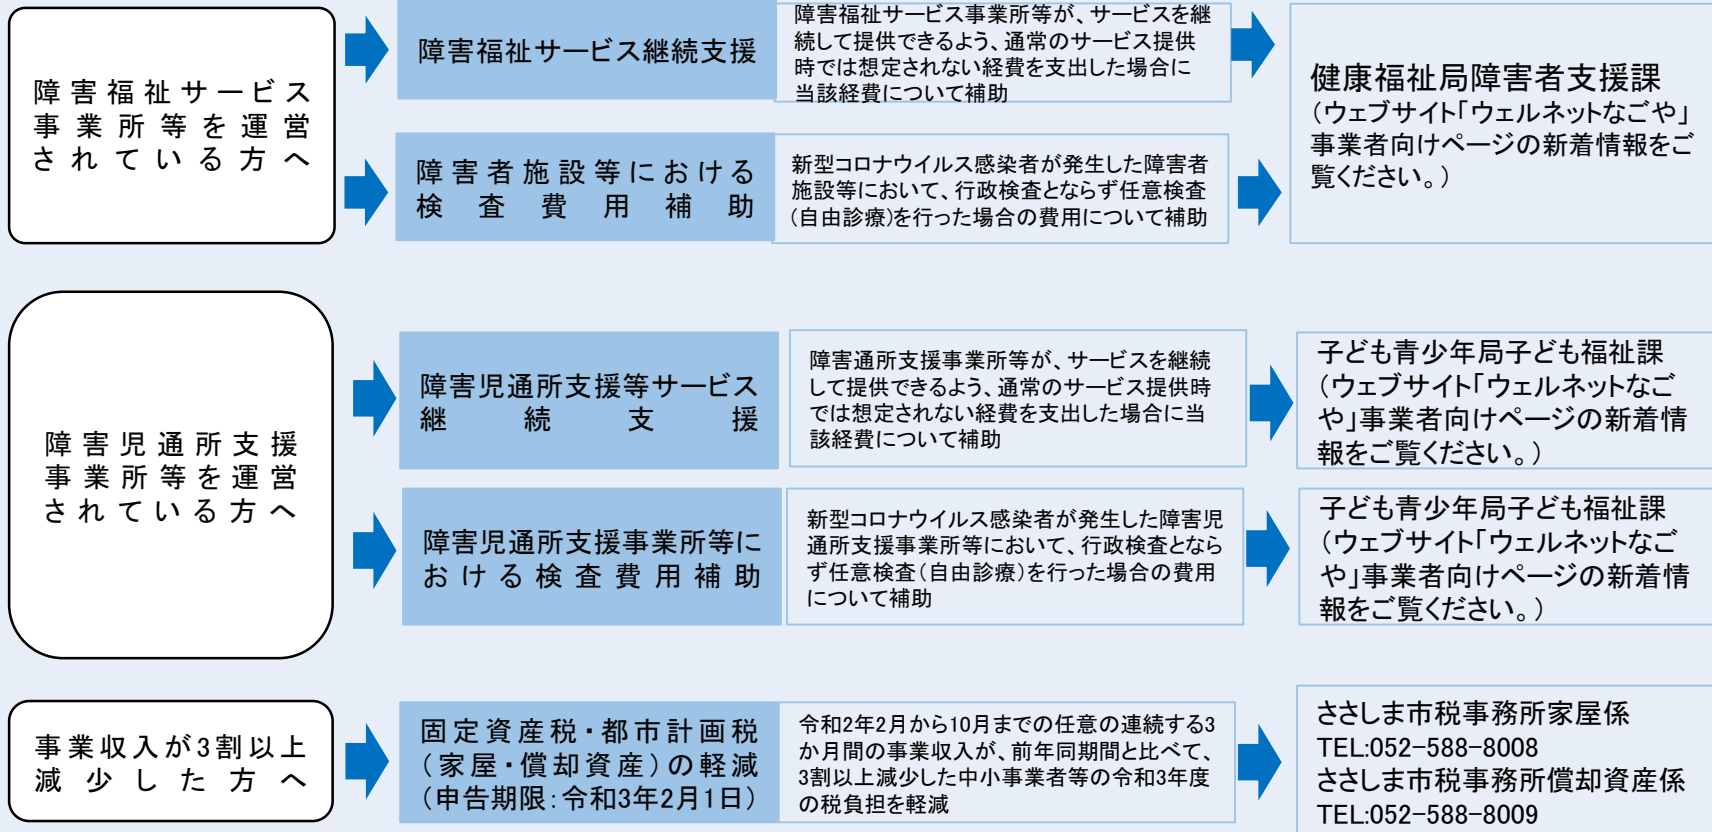 障害福祉サービス
事業所等を運営
されている方へ
障害福祉サービス継続支援
障害福祉サービス事業所等が、サービスを継
続して提供できるよう、通常のサービス提供
時では想定されない経費を支出した場合に
当該経費について補助
障害者施設等における
検査費用補助
新型コロナウイルス感染者が発生した障害者
施設等において、行政検査とならず任意検査
（自由診療）を行った場合の費用について補助
健康福祉局障害者支援課
（ウェブサイト「ウェルネットなごや」
事業者向けページの新着情報をご
覧ください。）
障害児通所支援
事業所等を運営
されている方へ
障害児通所支援等サービス
継続支援
障害通所支援事業所等が、サービスを継続
して提供できるよう、通常のサービス提供時
では想定されない経費を支出した場合に当
該経費について補助
子ども青少年局子ども福祉課
（ウェブサイト「ウェルネットなご
や」事業者向けページの新着情
報をご覧ください。）
障害児通所支援事業所等に
おける検査費用補助
新型コロナウイルス感染者が発生した障害児
通所支援事業所等において、行政検査となら
ず任意検査（自由診療）を行った場合の費用
について補助
子ども青少年局子ども福祉課
（ウェブサイト「ウェルネットなご
や」事業者向けページの新着情
報をご覧ください。）
事業収入が3割以上
減少した方へ
固定資産税・都市計画税
（家屋・償却資産）の軽減
（申告期限：令和3年2月1日）
令和2年2月から10月までの任意の連続する3
か月間の事業収入が、前年同期間と比べて、
3割以上減少した中小事業者等の令和3年度
の税負担を軽減
ささしま市税事務所家屋係
TEL:052-588-8008
ささしま市税事務所償却資産係
TEL:052-588-8009